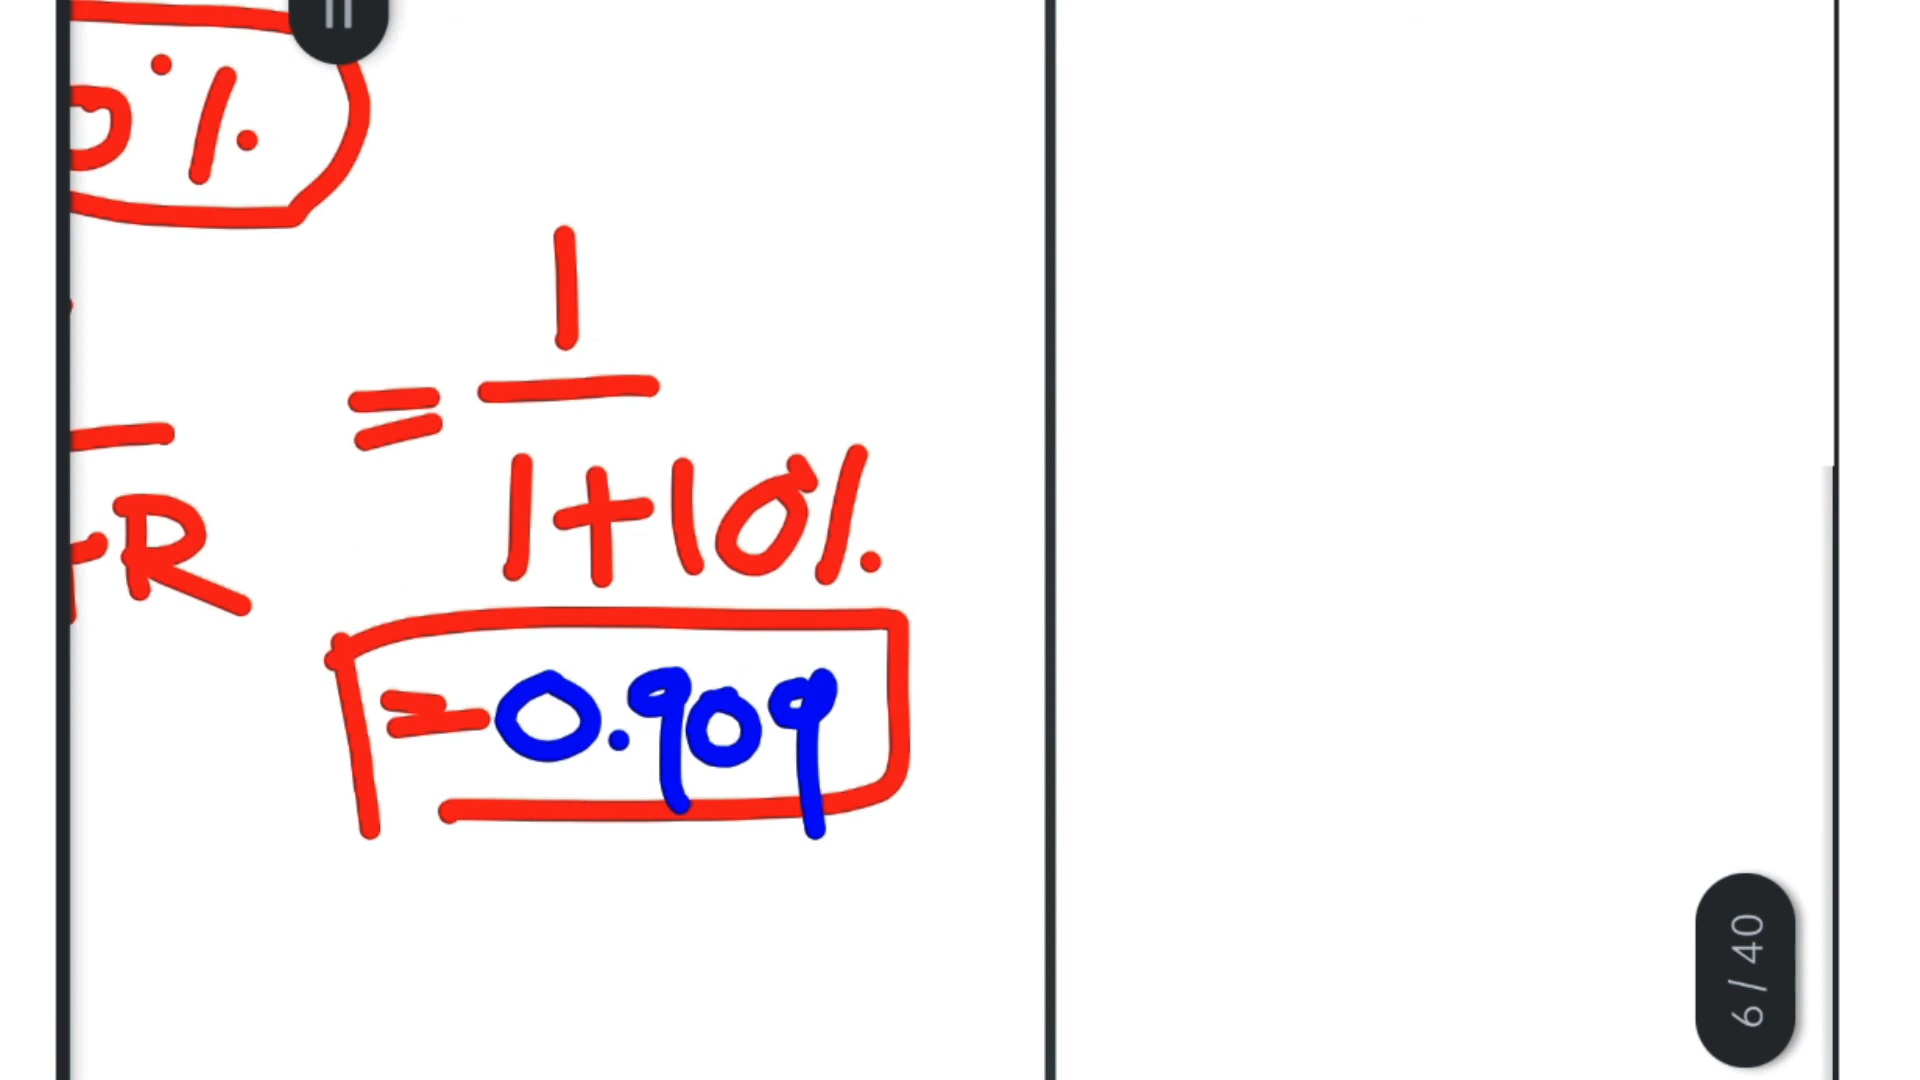 0%
1
= ―
1+10%
+R
=0.909
6 / 40